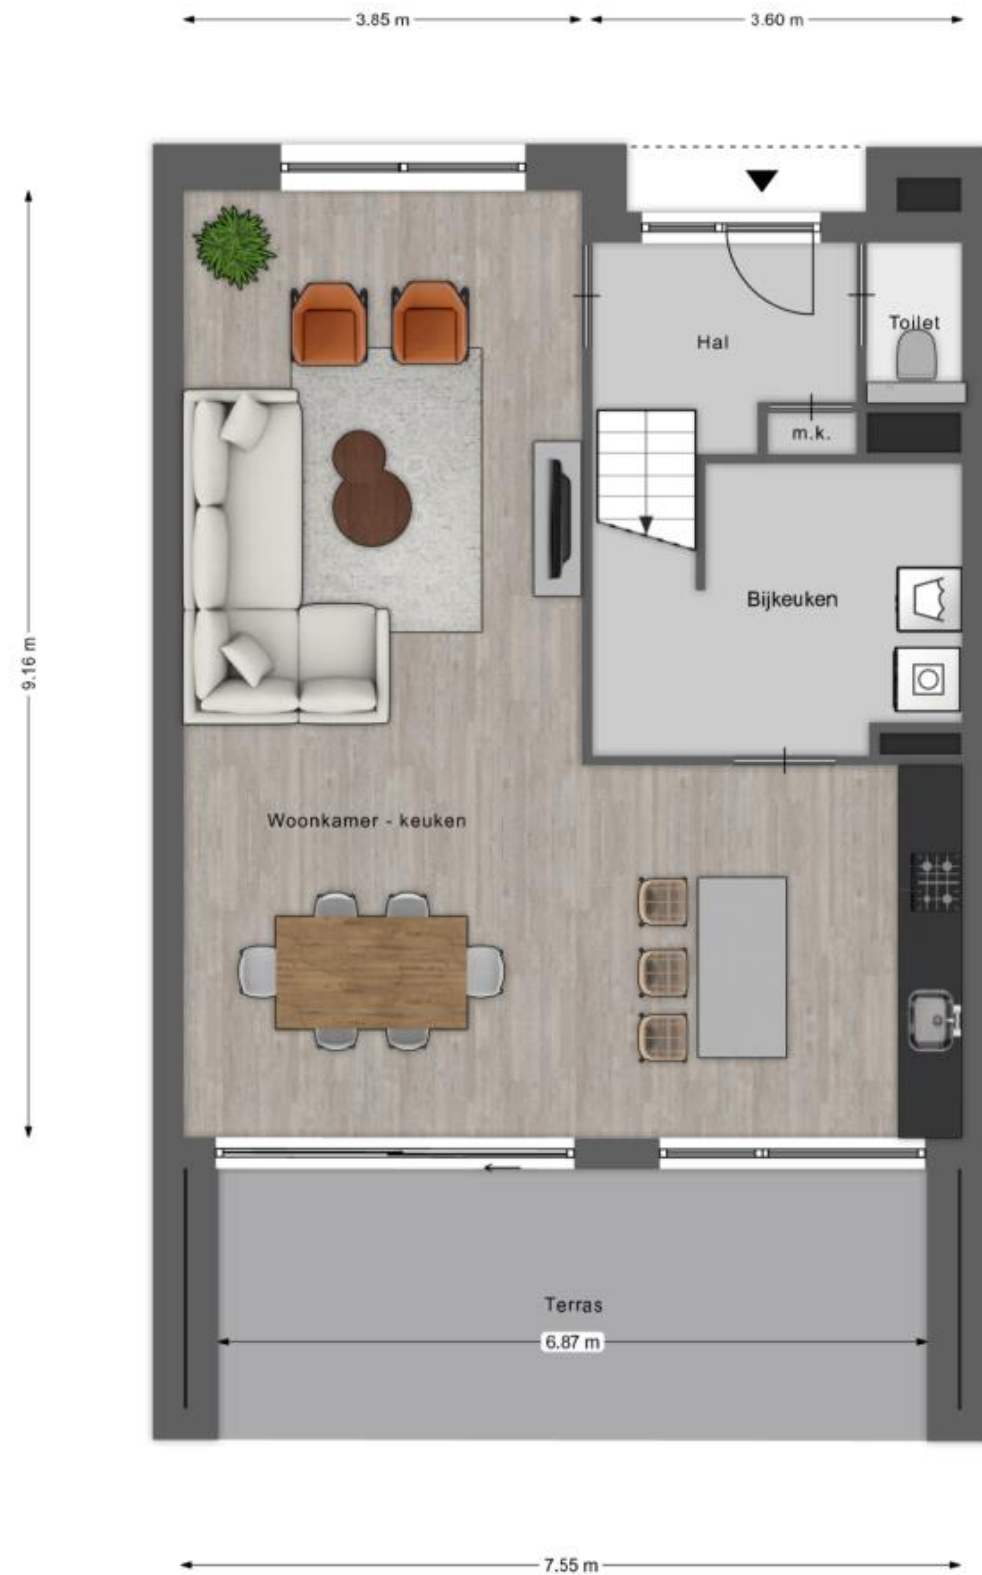 3.85 m
3.60 m
Toilet
Hal
m.k.
Bijkeuken
9.16 m
Woonkamer - keuken
Terras
6.87 m
7.55 m